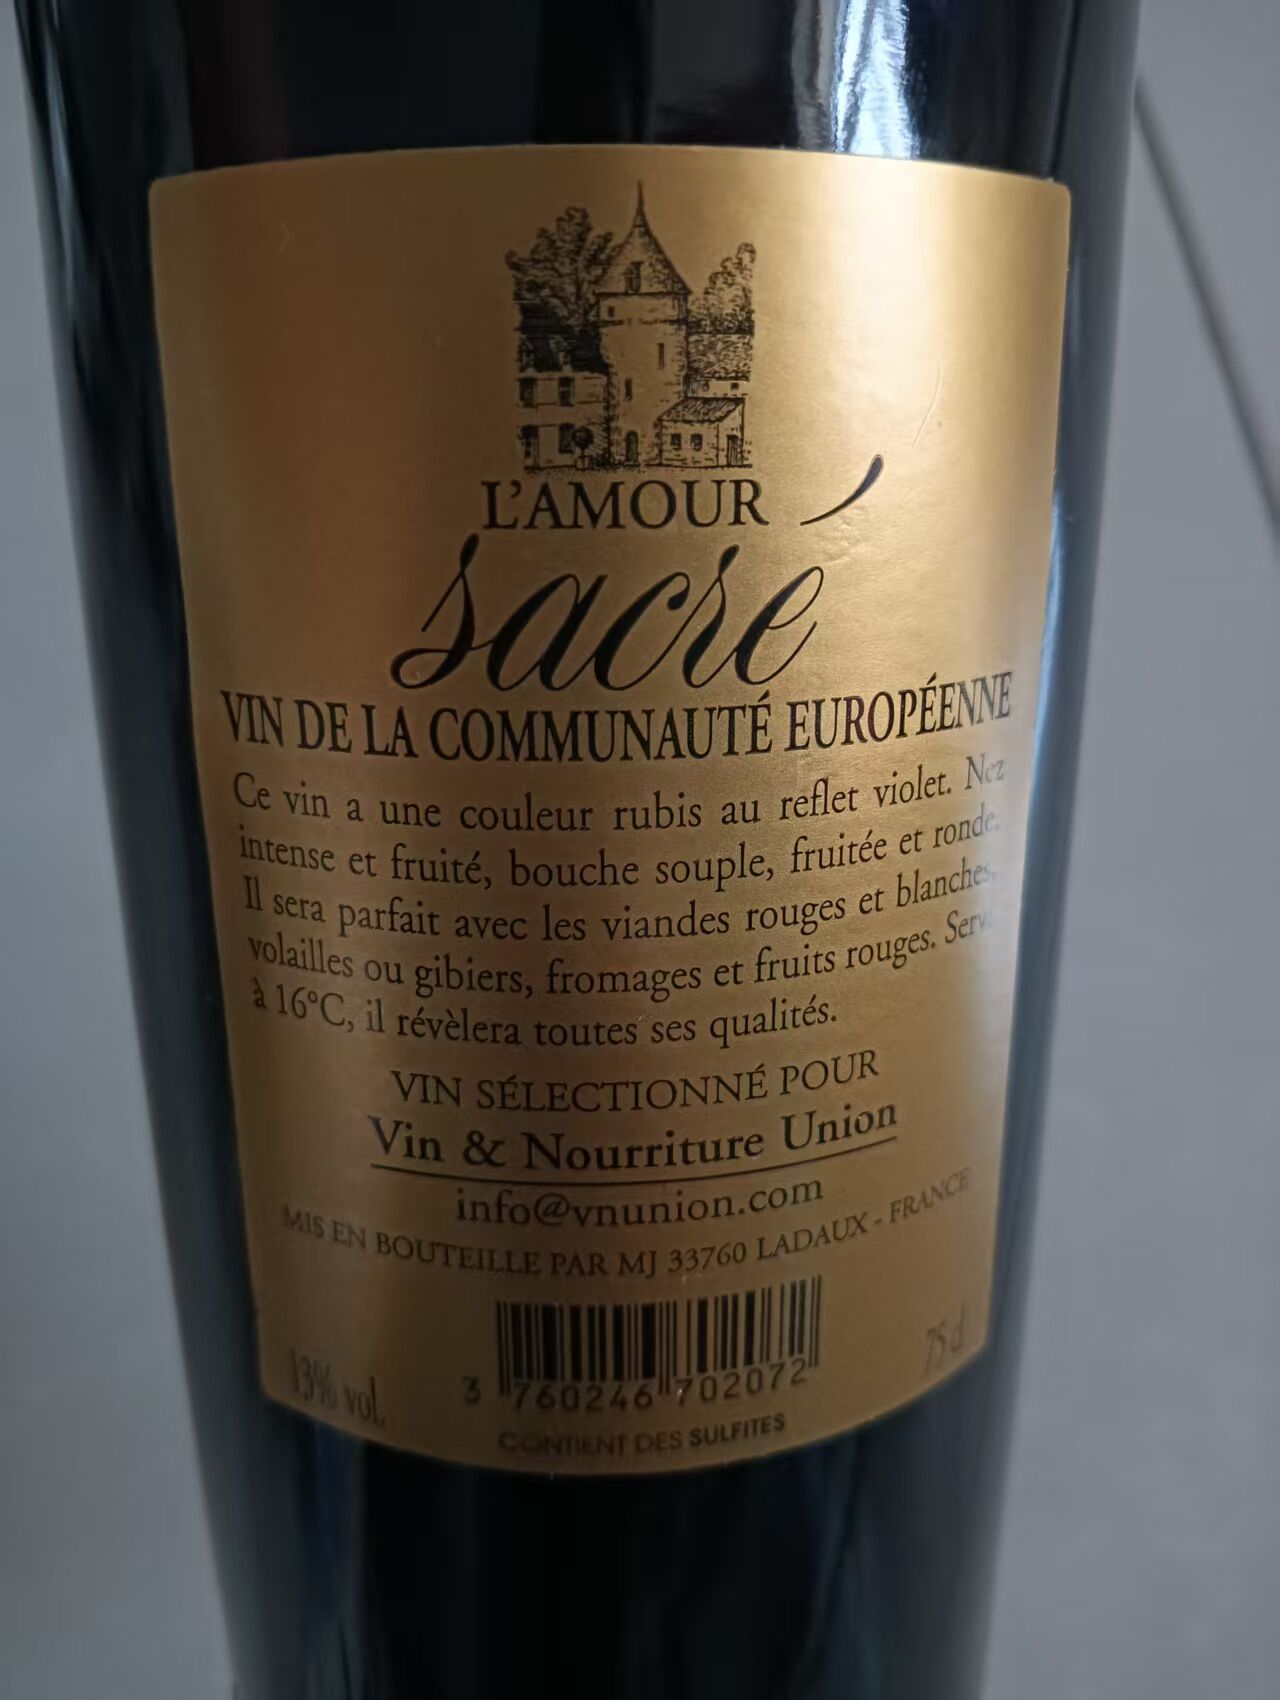 L'AMOUR
sacré
VIN DE LA COMMUNAUTÉ EUROPÉENNE
Ce vin a une couleur rubis au reflet violet. Nez
intense et fruité, bouche souple, fruitée et ronde.
Il sera parfait avec les viandes rouges et blanches,
volailles ou gibiers, fromages et fruits rouges.
à 16°C, il révèlera toutes ses qualités.
VIN SÉLECTIONNÉ POUR
Vin & Nourriture Union
info@vnunion.com
MIS EN BOUTEILLE PAR MJ 33760 LADAUX - FRANCE
13% vol.
75 cl
3 760246 702072
CONTIENT DES SULFITES